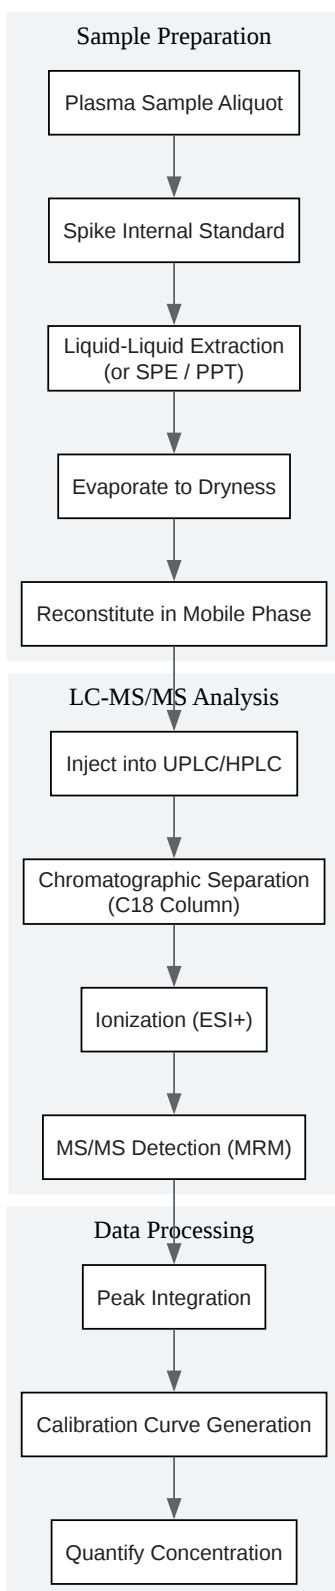 Sample Preparation
Plasma Sample Aliquot
Spike Internal Standard
Liquid-Liquid Extraction
(or SPE / PPT)
Evaporate to Dryness
Reconstitute in Mobile Phase
LC-MS/MS Analysis
Inject into UPLC/HPLC
Chromatographic Separation
(C18 Column)
Ionization (ESI+)
MS/MS Detection (MRM)
Data Processing
Peak Integration
Calibration Curve Generation
Quantify Concentration